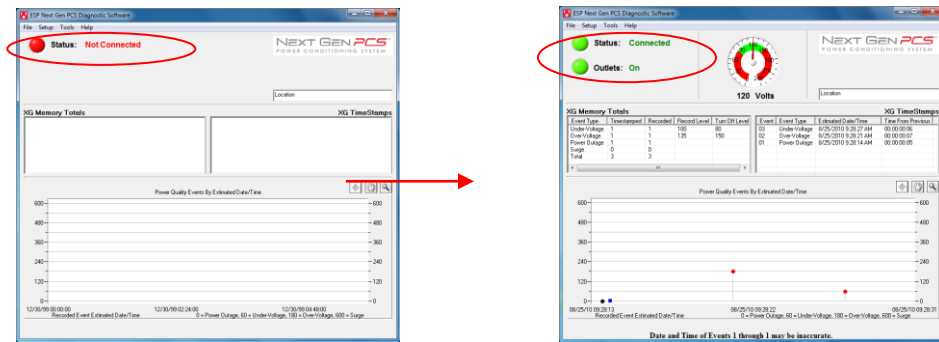 ESP Next Gen PCS Diagnostic Software
File Setup Tools Help
Status: Not Connected
NEXT GEN PCS
POWER CONDITIONING SYSTEM
Location
XG Memory Totals
XG TimeStamps
Power Quality Events By Estimated Date/Time
600 600
480 480
360 360
240 240
120 120
0 0
12/30/99 00:00:00 12/30/99 02:24:00 12/30/99 04:48:00
Recorded Event Estimated Date/Time 0 = Power Outage, 60 = Under-Voltage, 180 = Over-Voltage, 600 = Surge
ESP Next Gen PCS Diagnostic Software
File Setup Tools Help
Status: Connected
Outlets: On
120 Volts
NEXT GEN PCS
POWER CONDITIONING SYSTEM
Location
XG Memory Totals
Event Type Timestamped Recorded Record Level Turn Off Level
Under-Voltage 1 1 100 80
Over-Voltage 1 1 135 150
Power Outage 1 1
Surge 0 0
Total 3 3
XG TimeStamps
Event Event Type Estimated Date/Time Time From Previous
03 Under-Voltage 8/25/2010 9:28:27 AM 00:00:00:06
02 Over-Voltage 8/25/2010 9:28:21 AM 00:00:00:07
01 Power Outage 8/25/2010 9:28:14 AM 00:00:00:05
Power Quality Events By Estimated Date/Time
600 600
480 480
360 360
240 240
120 120
0 0
08/25/10 09:28:13 08/25/10 09:28:22 08/25/10 09:28:31
Recorded Event Estimated Date/Time 0 = Power Outage, 60 = Under-Voltage, 180 = Over-Voltage, 600 = Surge
Date and Time of Events 1 through 1 may be inaccurate.